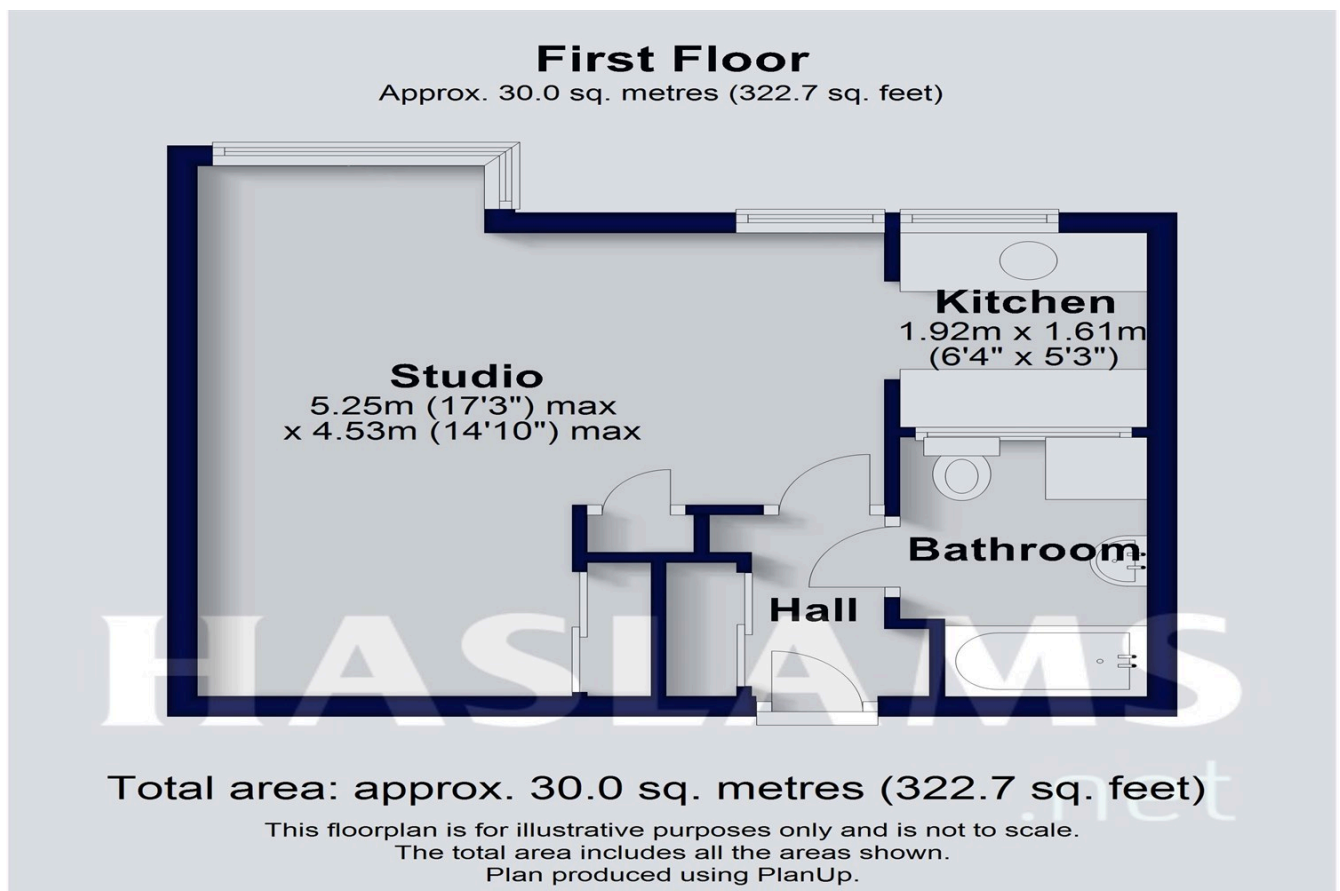 First Floor
Approx. 30.0 sq. metres (322.7 sq. feet)
Kitchen
1.92m x 1.61m
(6'4" x 5'3")
Studio
5.25m (17'3") max
x 4.53m (14'10") max
Bathroom
Hall
HASLAMS
.net
Total area: approx. 30.0 sq. metres (322.7 sq. feet)
This floorplan is for illustrative purposes only and is not to scale.
The total area includes all the areas shown.
Plan produced using PlanUp.